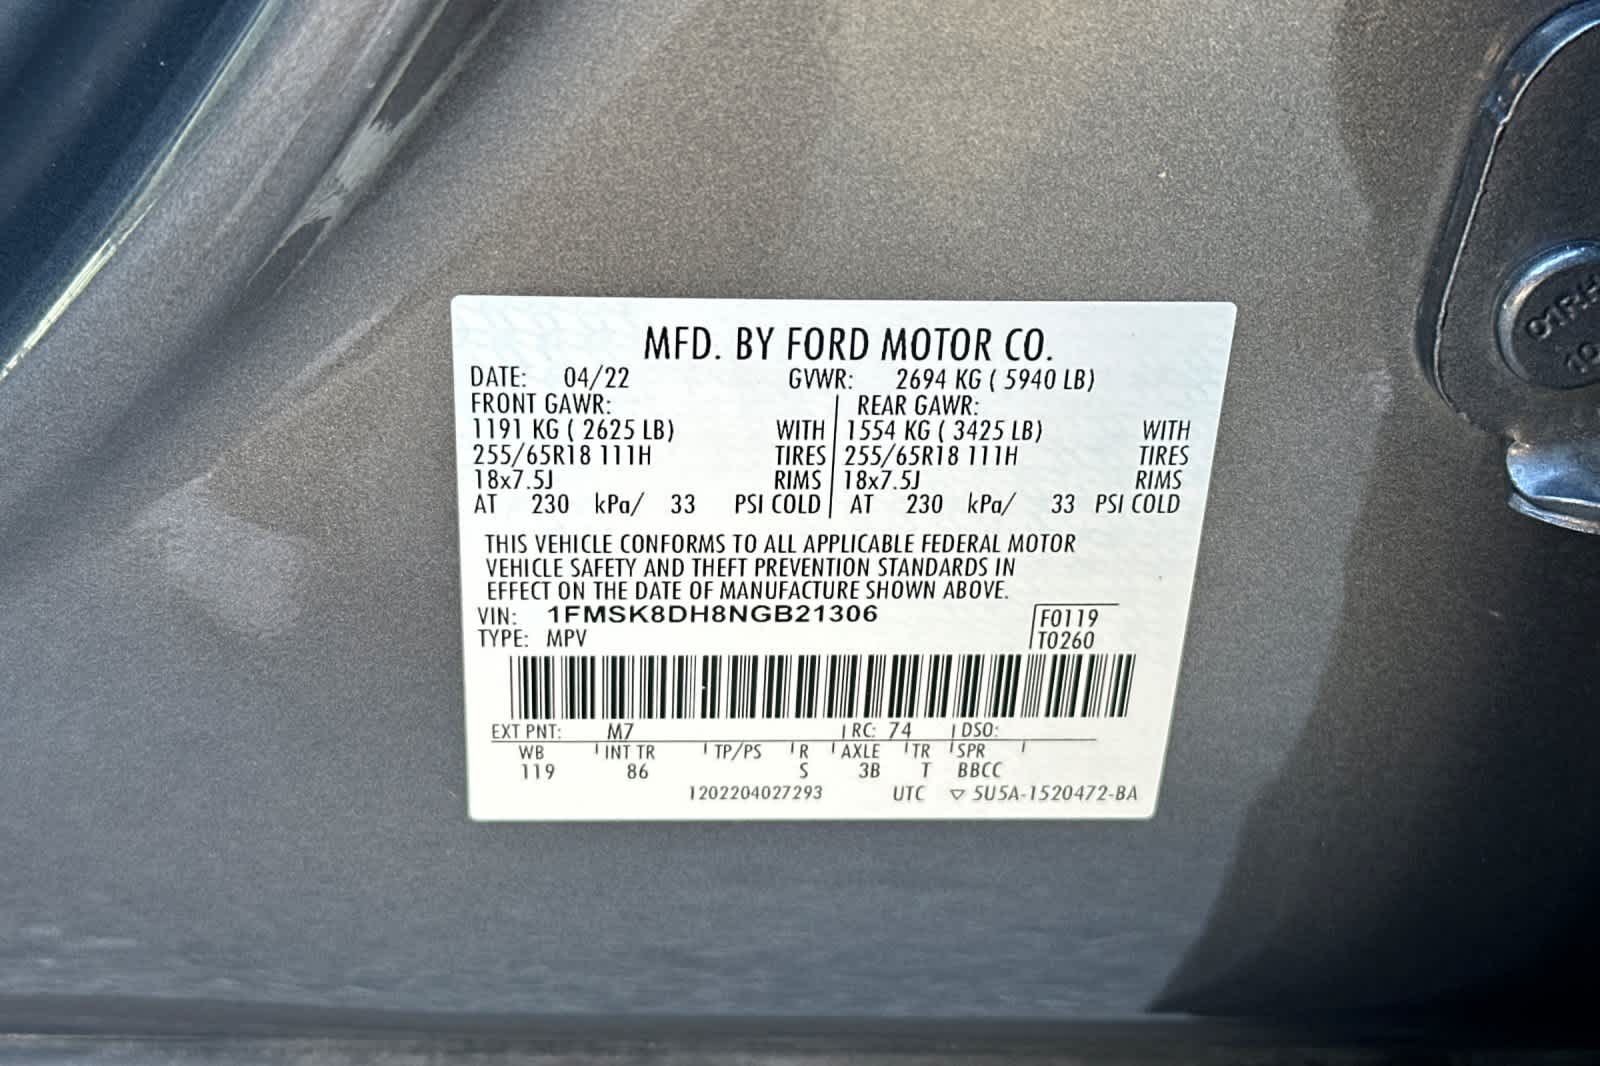 MFD. BY FORD MOTOR CO.
DATE: 04/22 GVWR: 2694 KG ( 5940 LB)
FRONT GAWR: REAR GAWR:
1191 KG ( 2625 LB) WITH 1554 KG ( 3425 LB) WITH
255/65R18 111H TIRES 255/65R18 111H TIRES
18x7.5J RIMS 18x7.5J RIMS
AT 230 kPa/ 33 PSI COLD AT 230 kPa/ 33 PSI COLD
THIS VEHICLE CONFORMS TO ALL APPLICABLE FEDERAL MOTOR
VEHICLE SAFETY AND THEFT PREVENTION STANDARDS IN
EFFECT ON THE DATE OF MANUFACTURE SHOWN ABOVE.
VIN: 1FMSK8DH8NGB21306 F0119
TYPE: MPV T0260
EXT PNT: M7 RC: 74 DSO:
WB INT TR TP/PS R AXLE TR SPR
119 86 S 3B T BBCC
1202204027293 UTC ▽ 5U5A-1520472-BA